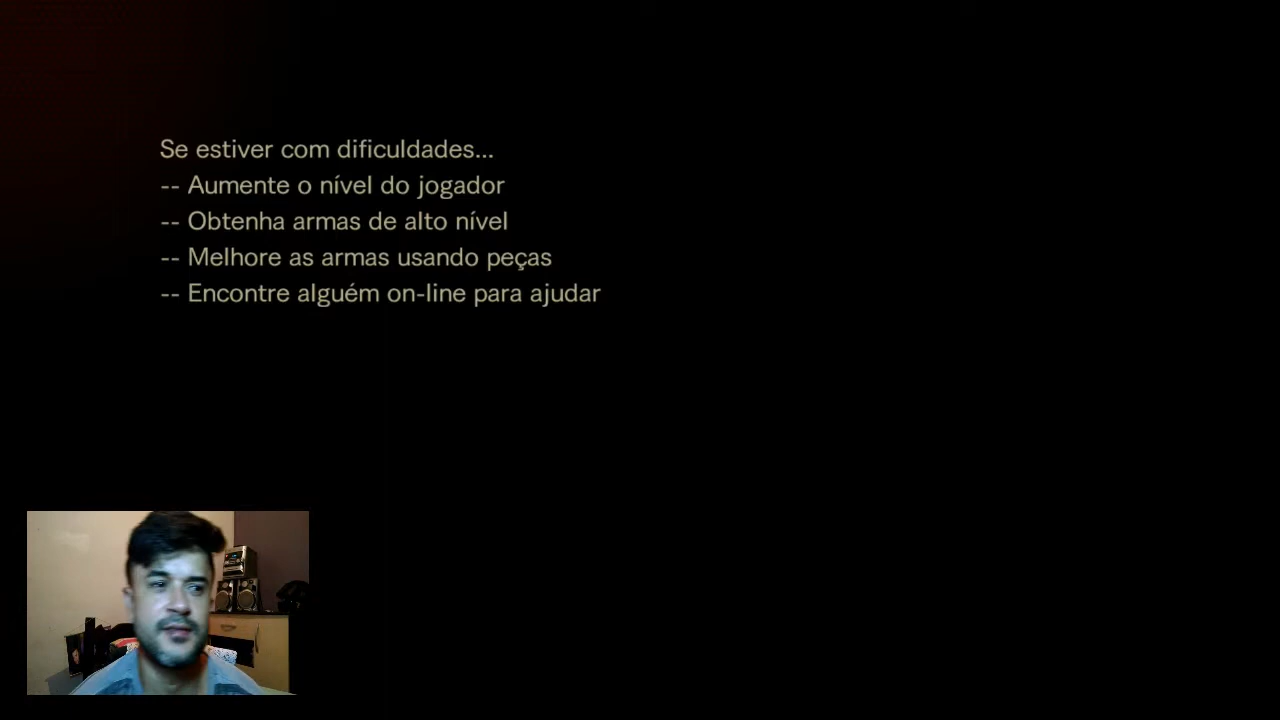 Se estiver com dificuldades...
-- Aumente o nível do jogador
-- Obtenha armas de alto nível
-- Melhore as armas usando peças
-- Encontre alguém on-line para ajudar